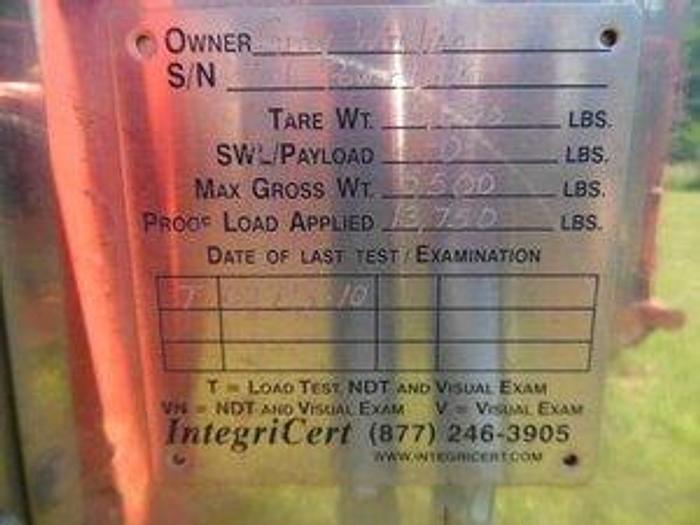 OWNER
S/N
TARE WT. LBS.
SWL/PAYLOAD LBS.
MAX GROSS WT. 5,500 LBS.
PROOF LOAD APPLIED 13,750 LBS.
DATE OF LAST TEST / EXAMINATION
T
T = LOAD TEST, NDT AND VISUAL EXAM
VN = NDT AND VISUAL EXAM V = VISUAL EXAM
IntegriCert (877) 246-3905
WWW.INTEGRICERT.COM